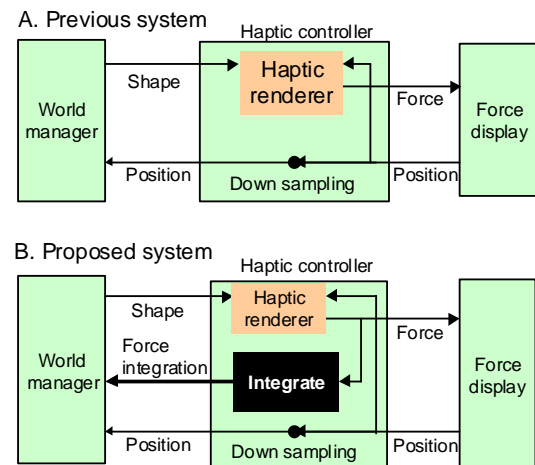 A. Previous system
Haptic controller
World
manager
Shape
Haptic
renderer
Force
Force
display
Position
Down sampling
Position
B. Proposed system
Haptic controller
World
manager
Shape
Haptic
renderer
Force
Force
integration
Integrate
Force
display
Position
Down sampling
Position